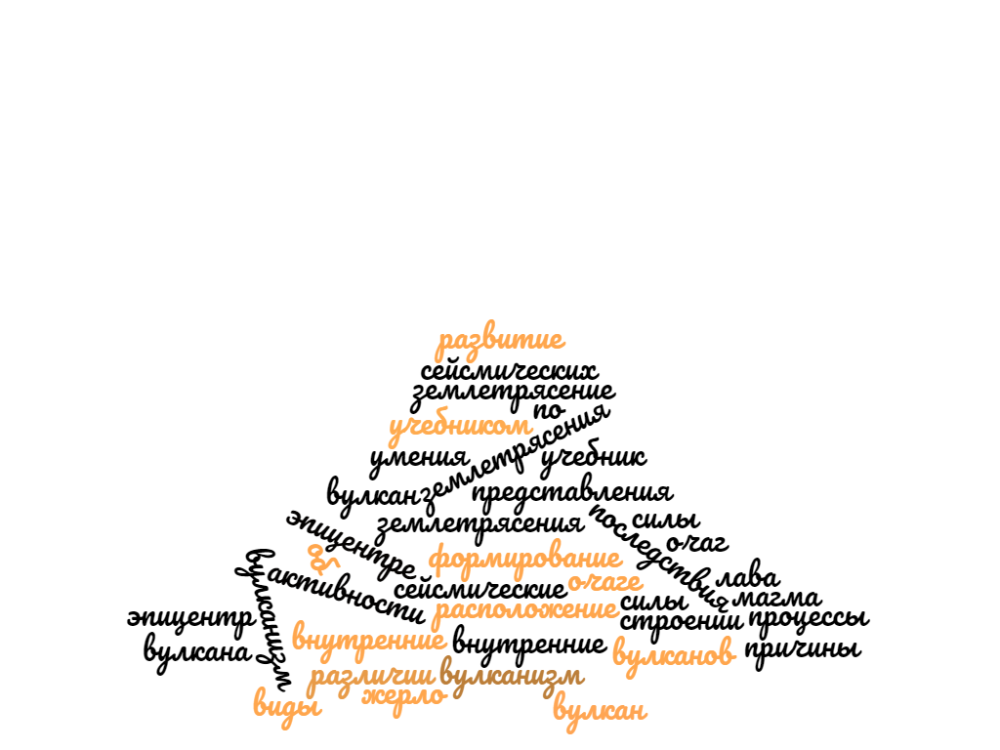 развитие
сейсмических
землетрясение
по
учебником
землетрясения
умения
учебник
вулкан
представления
эпицентре
землетрясения
последствия
силы
очаг
формирование
вулканизм
активности
сейсмические
очаге
лава
магма
силы
расположение
эпицентр
строении
процессы
внутренние
внутренние
вулкана
вулканов
причины
различии
вулканизм
жерло
виды
вулкан